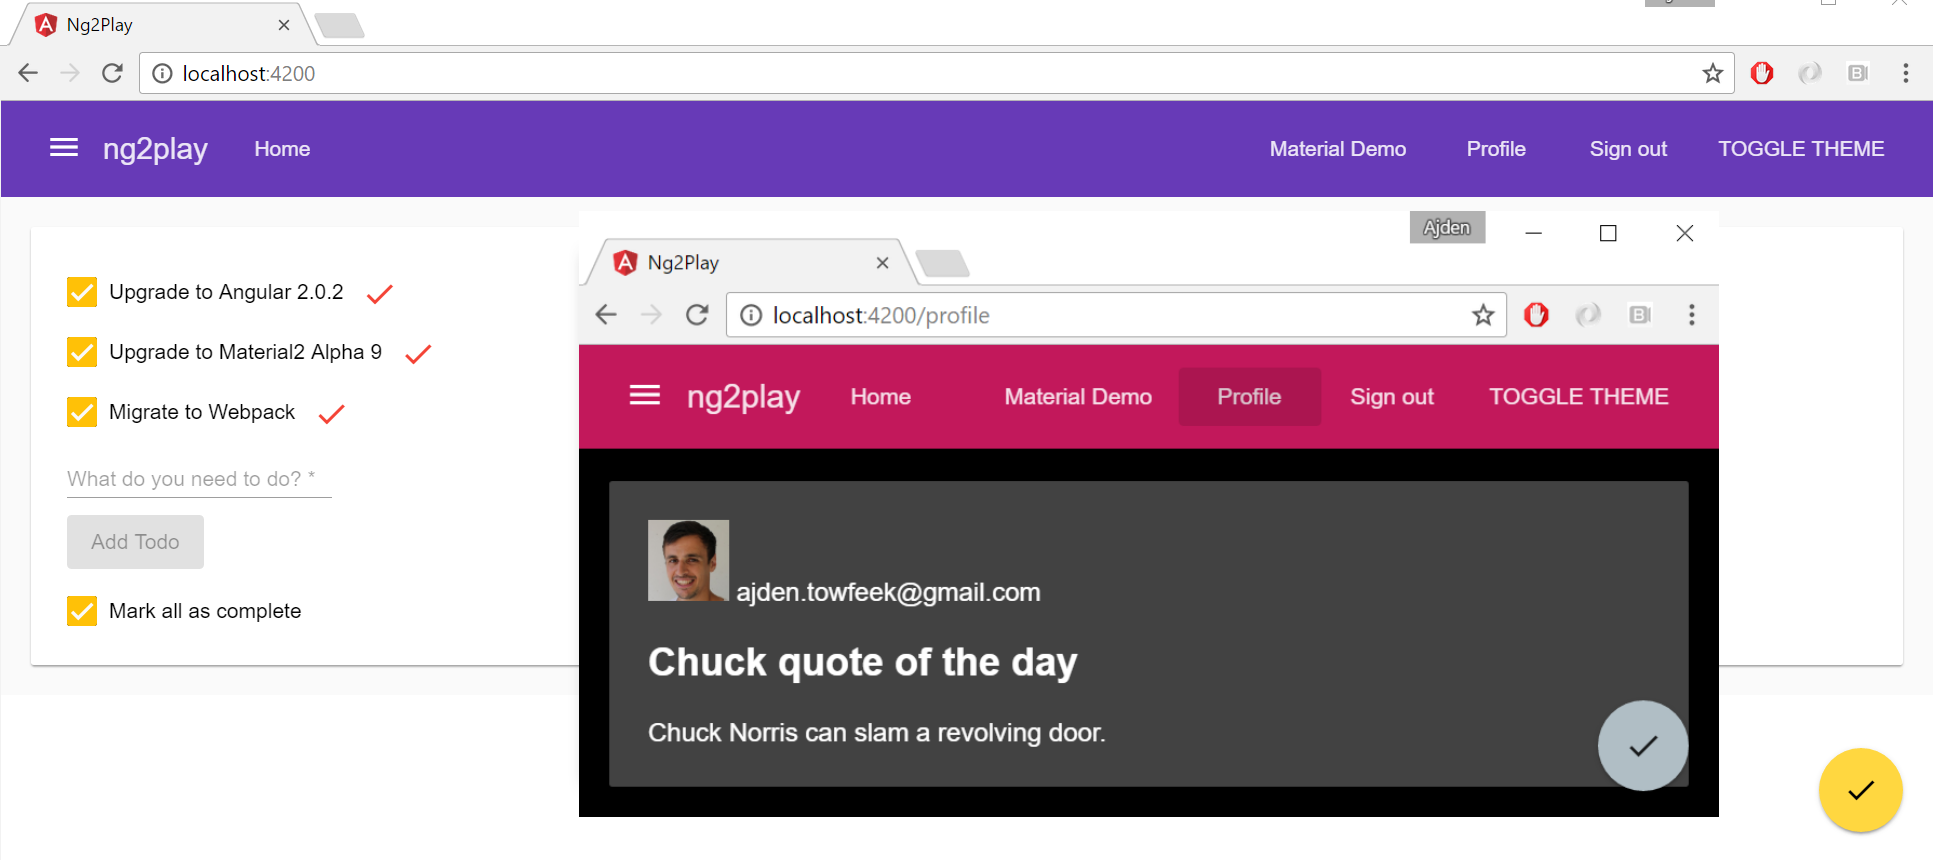 Ng2Play
localhost:4200
ng2play Home Material Demo Profile Sign out TOGGLE THEME
Upgrade to Angular 2.0.2
Upgrade to Material2 Alpha 9
Migrate to Webpack
What do you need to do? *
Add Todo
Mark all as complete
Ajden
Ng2Play
localhost:4200/profile
ng2play Home Material Demo Profile Sign out TOGGLE THEME
ajden.towfeek@gmail.com
Chuck quote of the day
Chuck Norris can slam a revolving door.